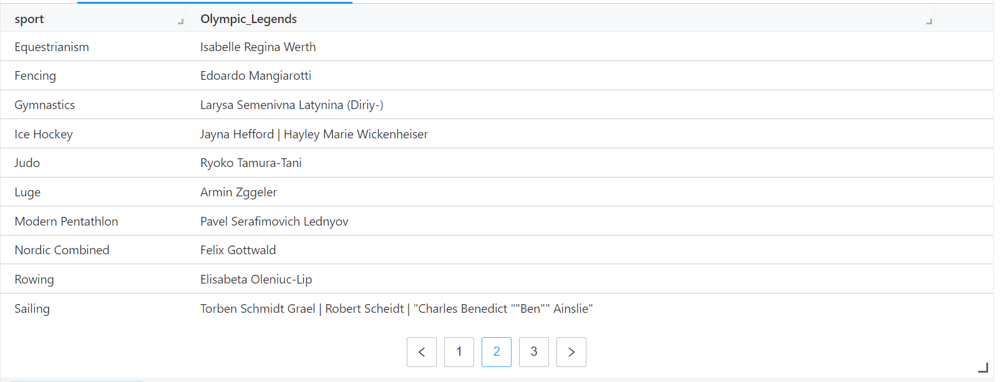 sport Olympic_Legends
Equestrianism Isabelle Regina Werth
Fencing Edoardo Mangiarotti
Gymnastics Larysa Semenivna Latynina (Diriy-)
Ice Hockey Jayna Hefford | Hayley Marie Wickenheiser
Judo Ryoko Tamura-Tani
Luge Armin Zggeler
Modern Pentathlon Pavel Serafimovich Lednyov
Nordic Combined Felix Gottwald
Rowing Elisabeta Oleniuc-Lip
Sailing Torben Schmidt Grael | Robert Scheidt | "Charles Benedict ""Ben"" Ainslie"
< 1 2 3 >